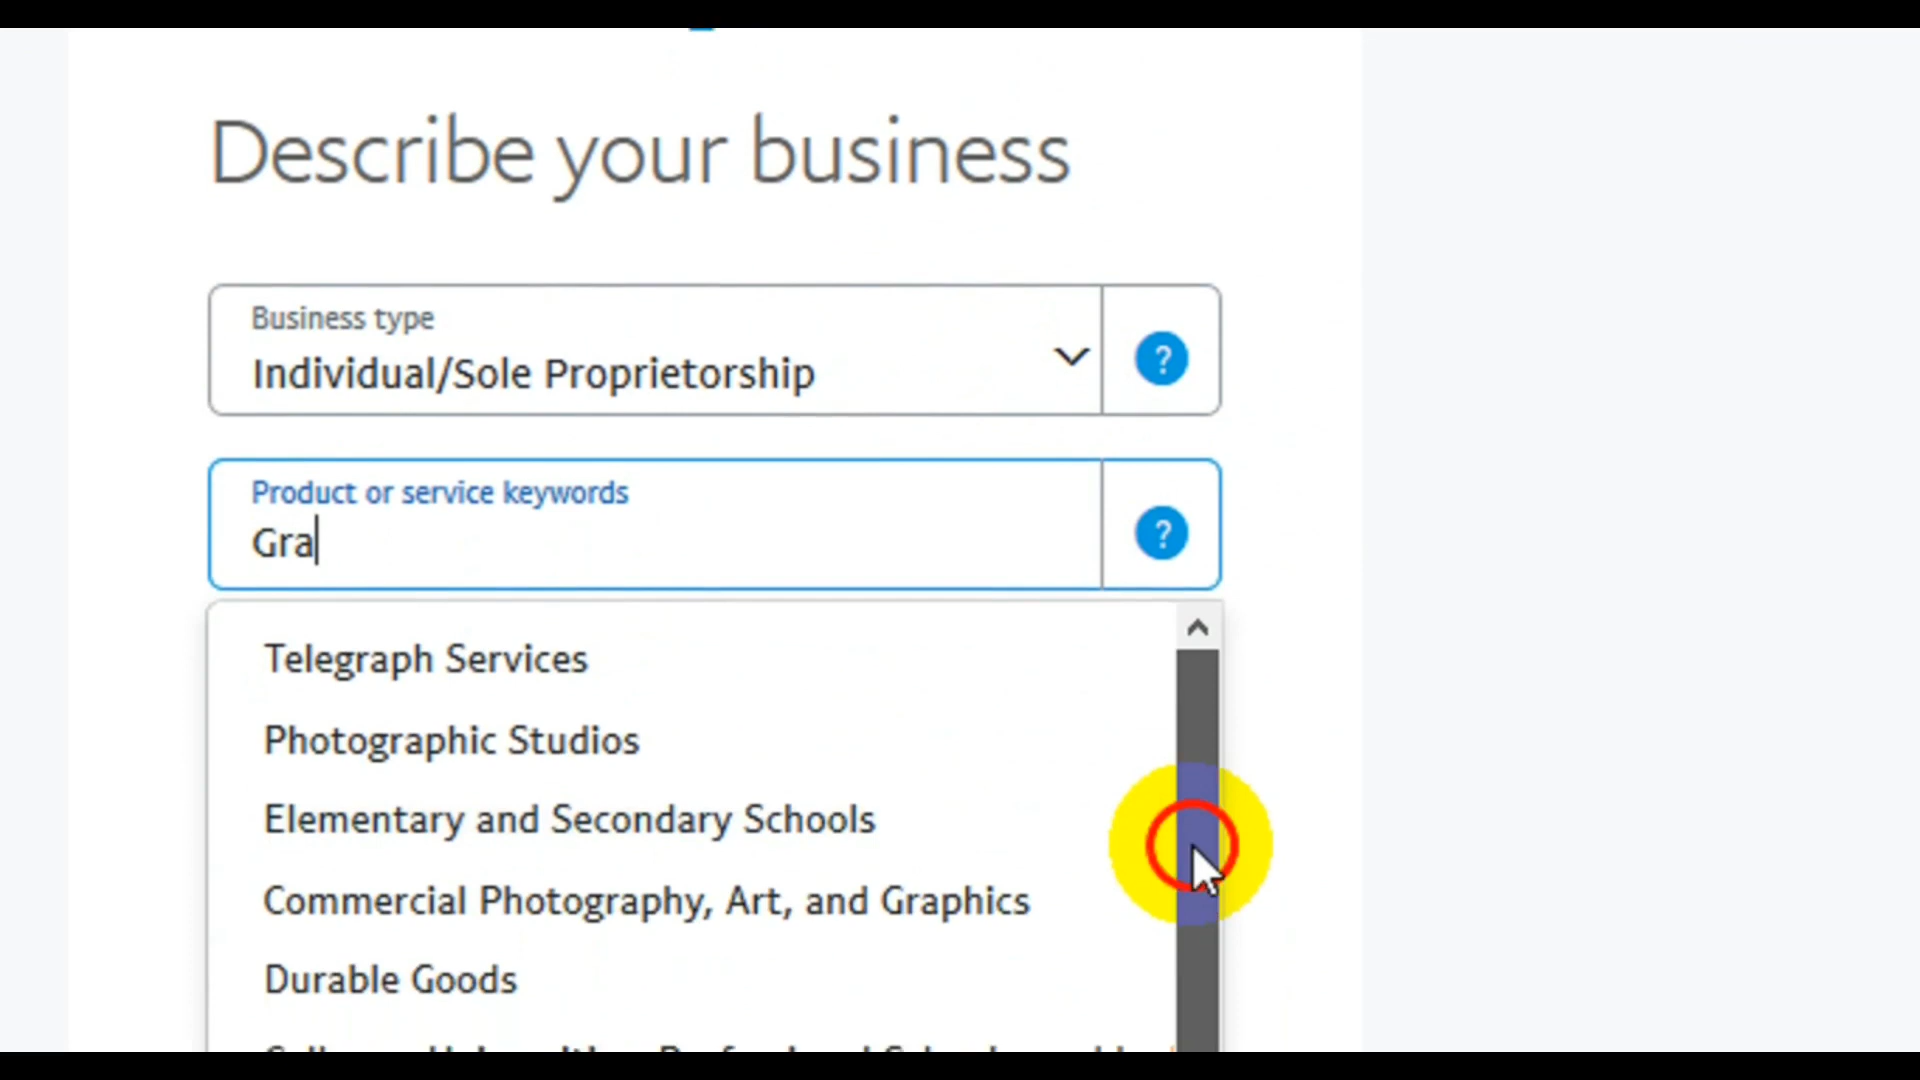 Describe your business
Business type
Individual/Sole Proprietorship
?
Product or service keywords
Gra
?
Telegraph Services
Photographic Studios
Elementary and Secondary Schools
Commercial Photography, Art, and Graphics
Durable Goods